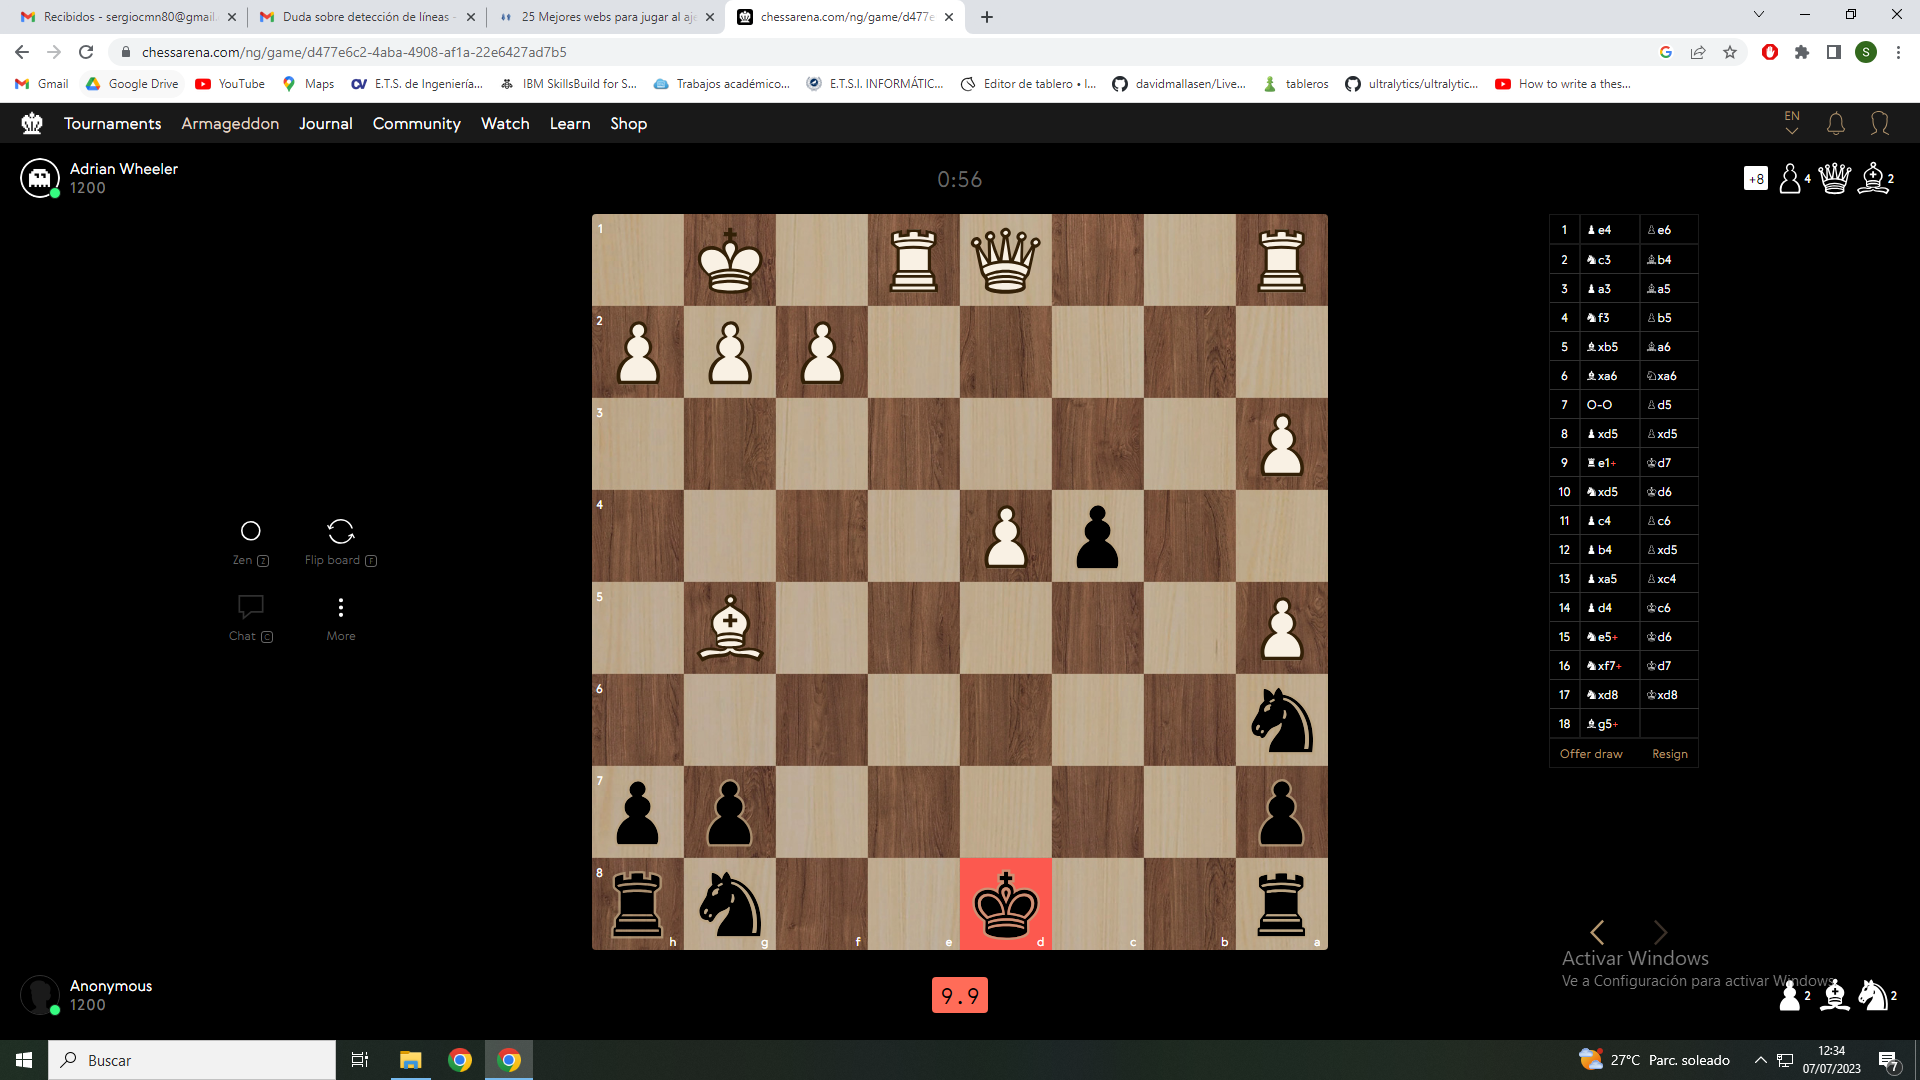 Recibidos - sergiocmn80@gmail.
Duda sobre detección de líneas -
25 Mejores webs para jugar al aje
chessarena.com/ng/game/d477e
chessarena.com/ng/game/d477e6c2-4aba-4908-af1a-22e6427ad7b5
S
Gmail
Google Drive
YouTube
Maps
E.T.S. de Ingeniería...
IBM SkillsBuild for S...
Trabajos académico...
E.T.S.I. INFORMÁTIC...
Editor de tablero • l...
davidmallasen/Live...
tableros
ultralytics/ultralytic...
How to write a thes...
Tournaments Armageddon Journal Community Watch Learn Shop
EN
Adrian Wheeler
1200
0:56
+8 4 2
1
2
3
4
5
6
7
8
h g f e d c b a
Zen Z
Flip board F
Chat C
More
1 e4 e6
2 c3 b4
3 a3 a5
4 f3 b5
5 xb5 a6
6 xa6 xa6
7 O-O d5
8 xd5 xd5
9 e1+ d7
10 xd5 d6
11 c4 c6
12 b4 xd5
13 xa5 xc4
14 d4 c6
15 e5+ d6
16 xf7+ d7
17 xd8 xd8
18 g5+
Offer draw Resign
Activar Windows
Ve a Configuración para activar Windows.
Anonymous
1200
9.9
2 2
Buscar
27°C Parc. soleado
12:34
07/07/2023
7